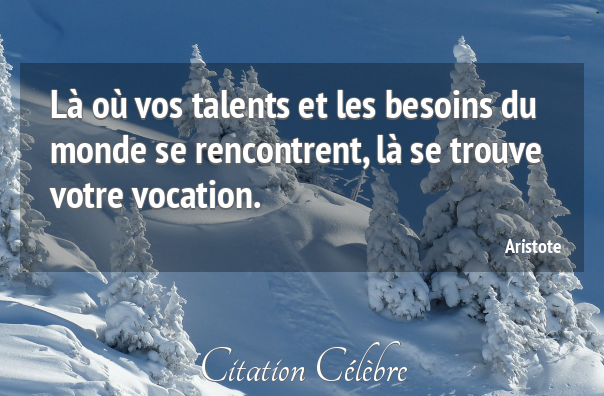 Là où vos talents et les besoins du
monde se rencontrent, là se trouve
votre vocation.
Aristote
Citation Célèbre